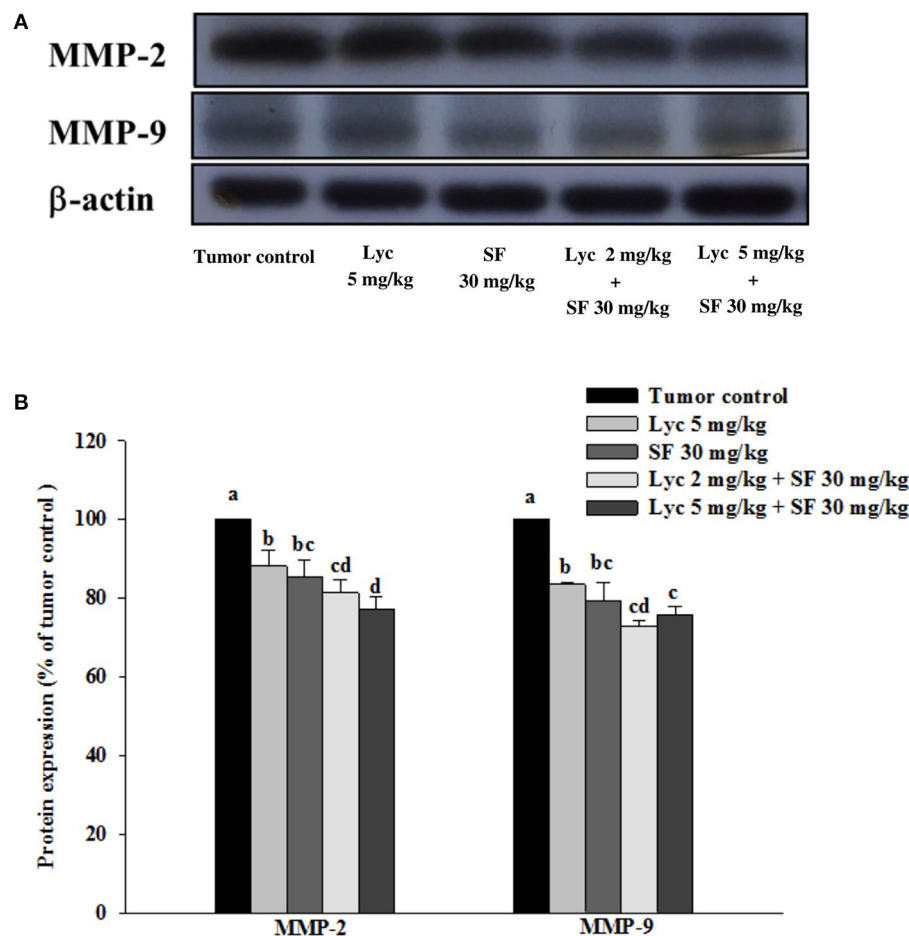 A
MMP-2
MMP-9
β-actin
Tumor control
Lyc
5 mg/kg
SF
30 mg/kg
Lyc 2 mg/kg
+
SF 30 mg/kg
Lyc 5 mg/kg
+
SF 30 mg/kg
B
Tumor control
Lyc 5 mg/kg
SF 30 mg/kg
Lyc 2 mg/kg + SF 30 mg/kg
Lyc 5 mg/kg + SF 30 mg/kg
Protein expression (% of tumor control )
120
100
80
60
40
20
0
a
b
bc
cd
d
a
b
bc
cd
c
MMP-2
MMP-9